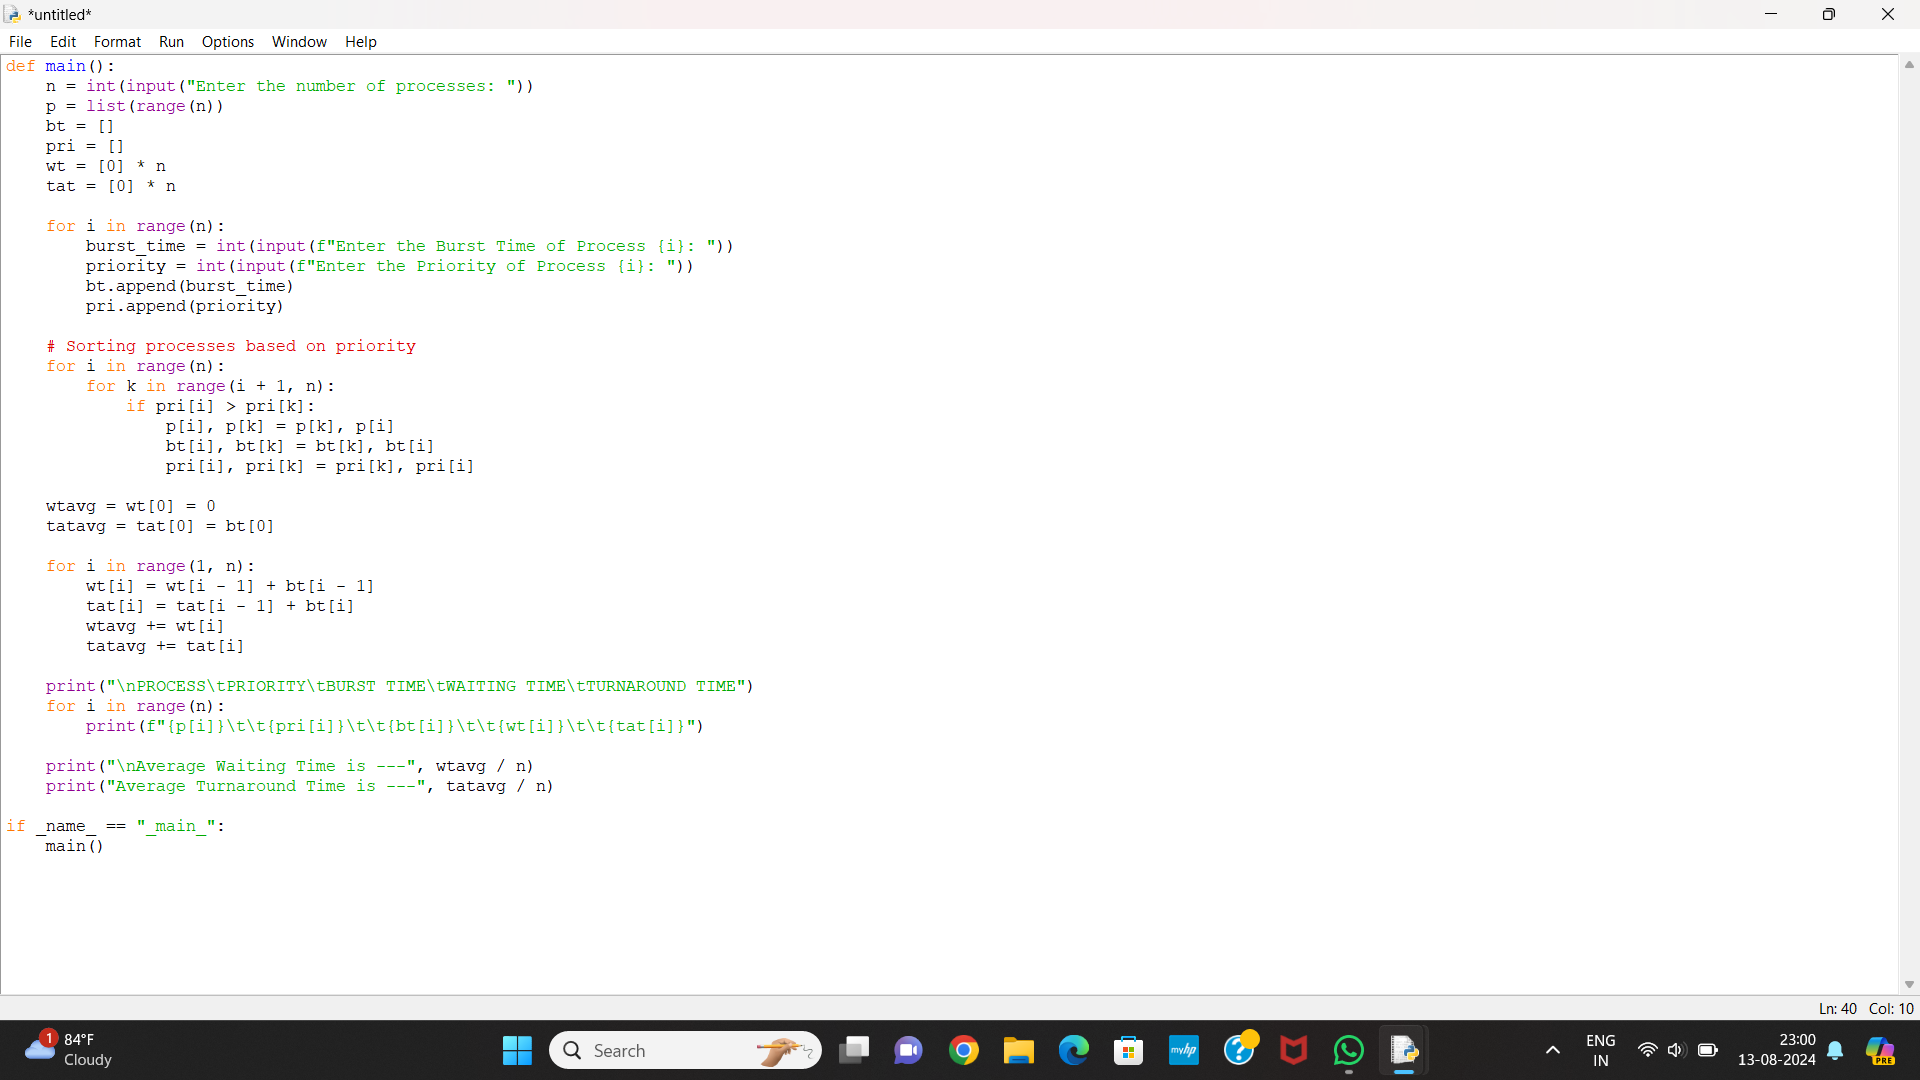 *untitled*
File Edit Format Run Options Window Help
def main():
    n = int(input("Enter the number of processes: "))
    p = list(range(n))
    bt = []
    pri = []
    wt = [0] * n
    tat = [0] * n

    for i in range(n):
        burst_time = int(input(f"Enter the Burst Time of Process {i}: "))
        priority = int(input(f"Enter the Priority of Process {i}: "))
        bt.append(burst_time)
        pri.append(priority)

    # Sorting processes based on priority
    for i in range(n):
        for k in range(i + 1, n):
            if pri[i] > pri[k]:
                p[i], p[k] = p[k], p[i]
                bt[i], bt[k] = bt[k], bt[i]
                pri[i], pri[k] = pri[k], pri[i]

    wtavg = wt[0] = 0
    tatavg = tat[0] = bt[0]

    for i in range(1, n):
        wt[i] = wt[i - 1] + bt[i - 1]
        tat[i] = tat[i - 1] + bt[i]
        wtavg += wt[i]
        tatavg += tat[i]

    print("\nPROCESS\tPRIORITY\tBURST TIME\tWAITING TIME\tTURNAROUND TIME")
    for i in range(n):
        print(f"{p[i]}\t\t{pri[i]}\t\t{bt[i]}\t\t{wt[i]}\t\t{tat[i]}")

    print("\nAverage Waiting Time is ---", wtavg / n)
    print("Average Turnaround Time is ---", tatavg / n)

if _name_ == "_main_":
    main()
Ln: 40 Col: 10
1 84°F
Cloudy
Search
myhp
ENG
IN
23:00
13-08-2024
PRE